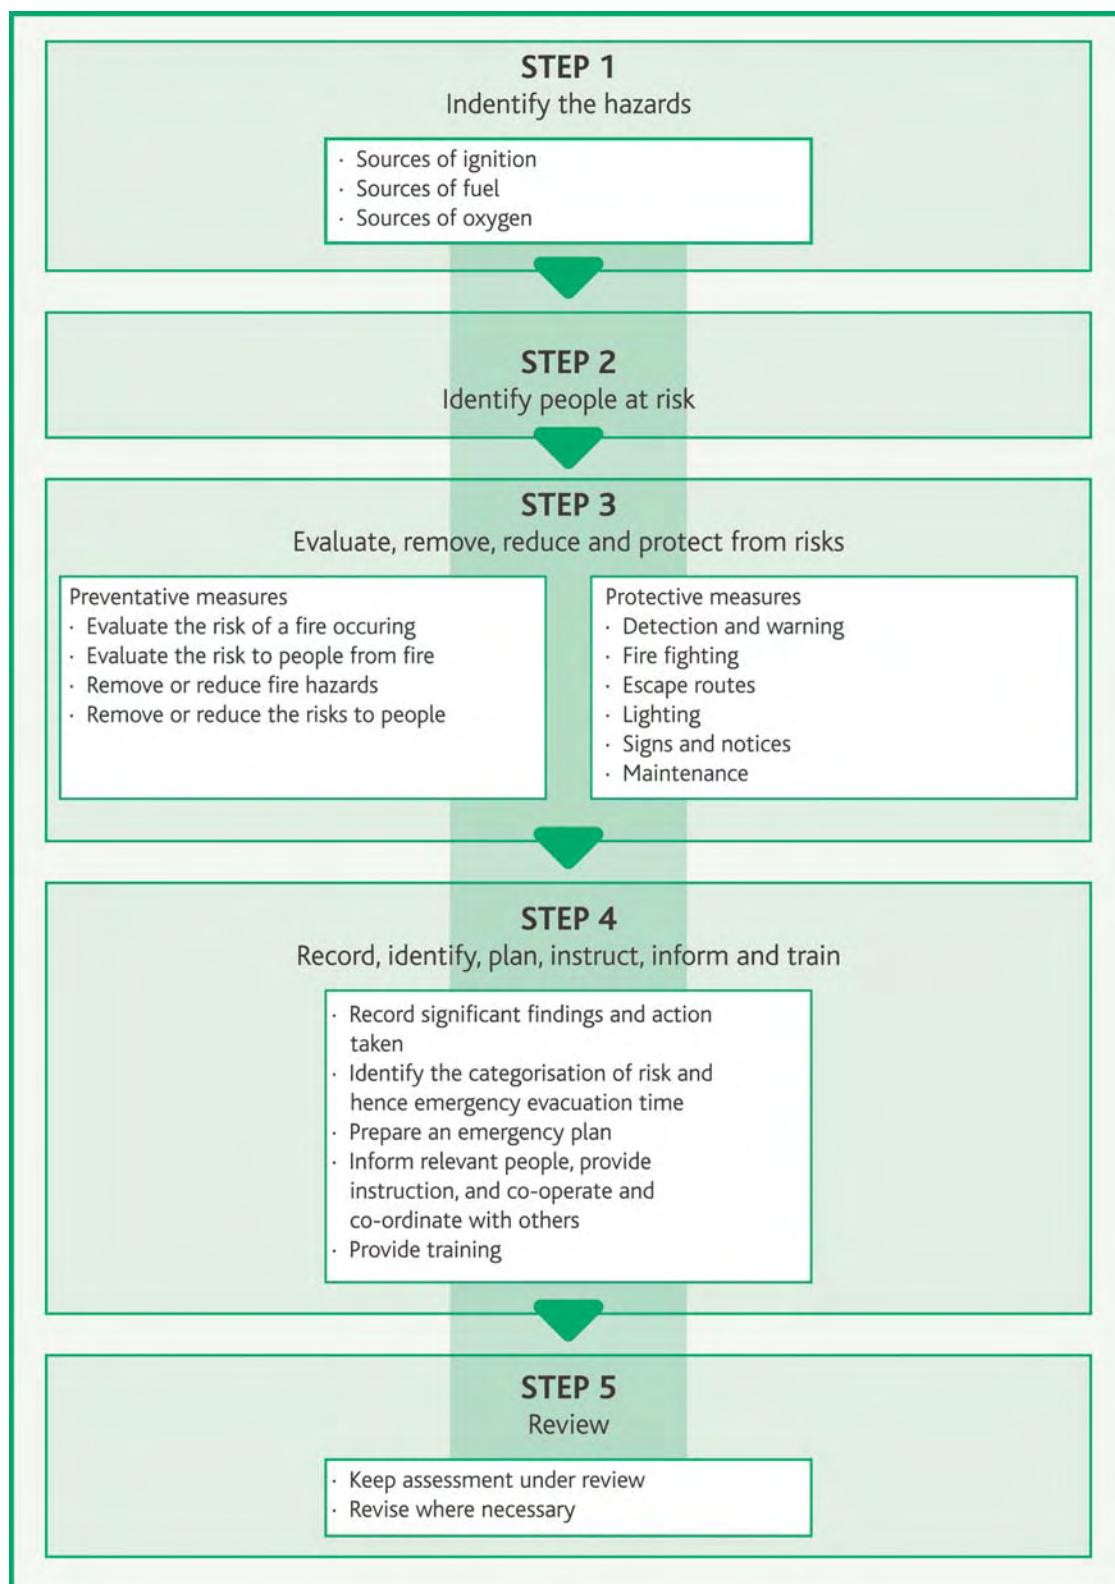 STEP 1
Indentify the hazards
· Sources of ignition
· Sources of fuel
· Sources of oxygen
STEP 2
Identify people at risk
STEP 3
Evaluate, remove, reduce and protect from risks
Preventative measures
· Evaluate the risk of a fire occuring
· Evaluate the risk to people from fire
· Remove or reduce fire hazards
· Remove or reduce the risks to people
Protective measures
· Detection and warning
· Fire fighting
· Escape routes
· Lighting
· Signs and notices
· Maintenance
STEP 4
Record, identify, plan, instruct, inform and train
· Record significant findings and action
taken
· Identify the categorisation of risk and
hence emergency evacuation time
· Prepare an emergency plan
· Inform relevant people, provide
instruction, and co-operate and
co-ordinate with others
· Provide training
STEP 5
Review
· Keep assessment under review
· Revise where necessary